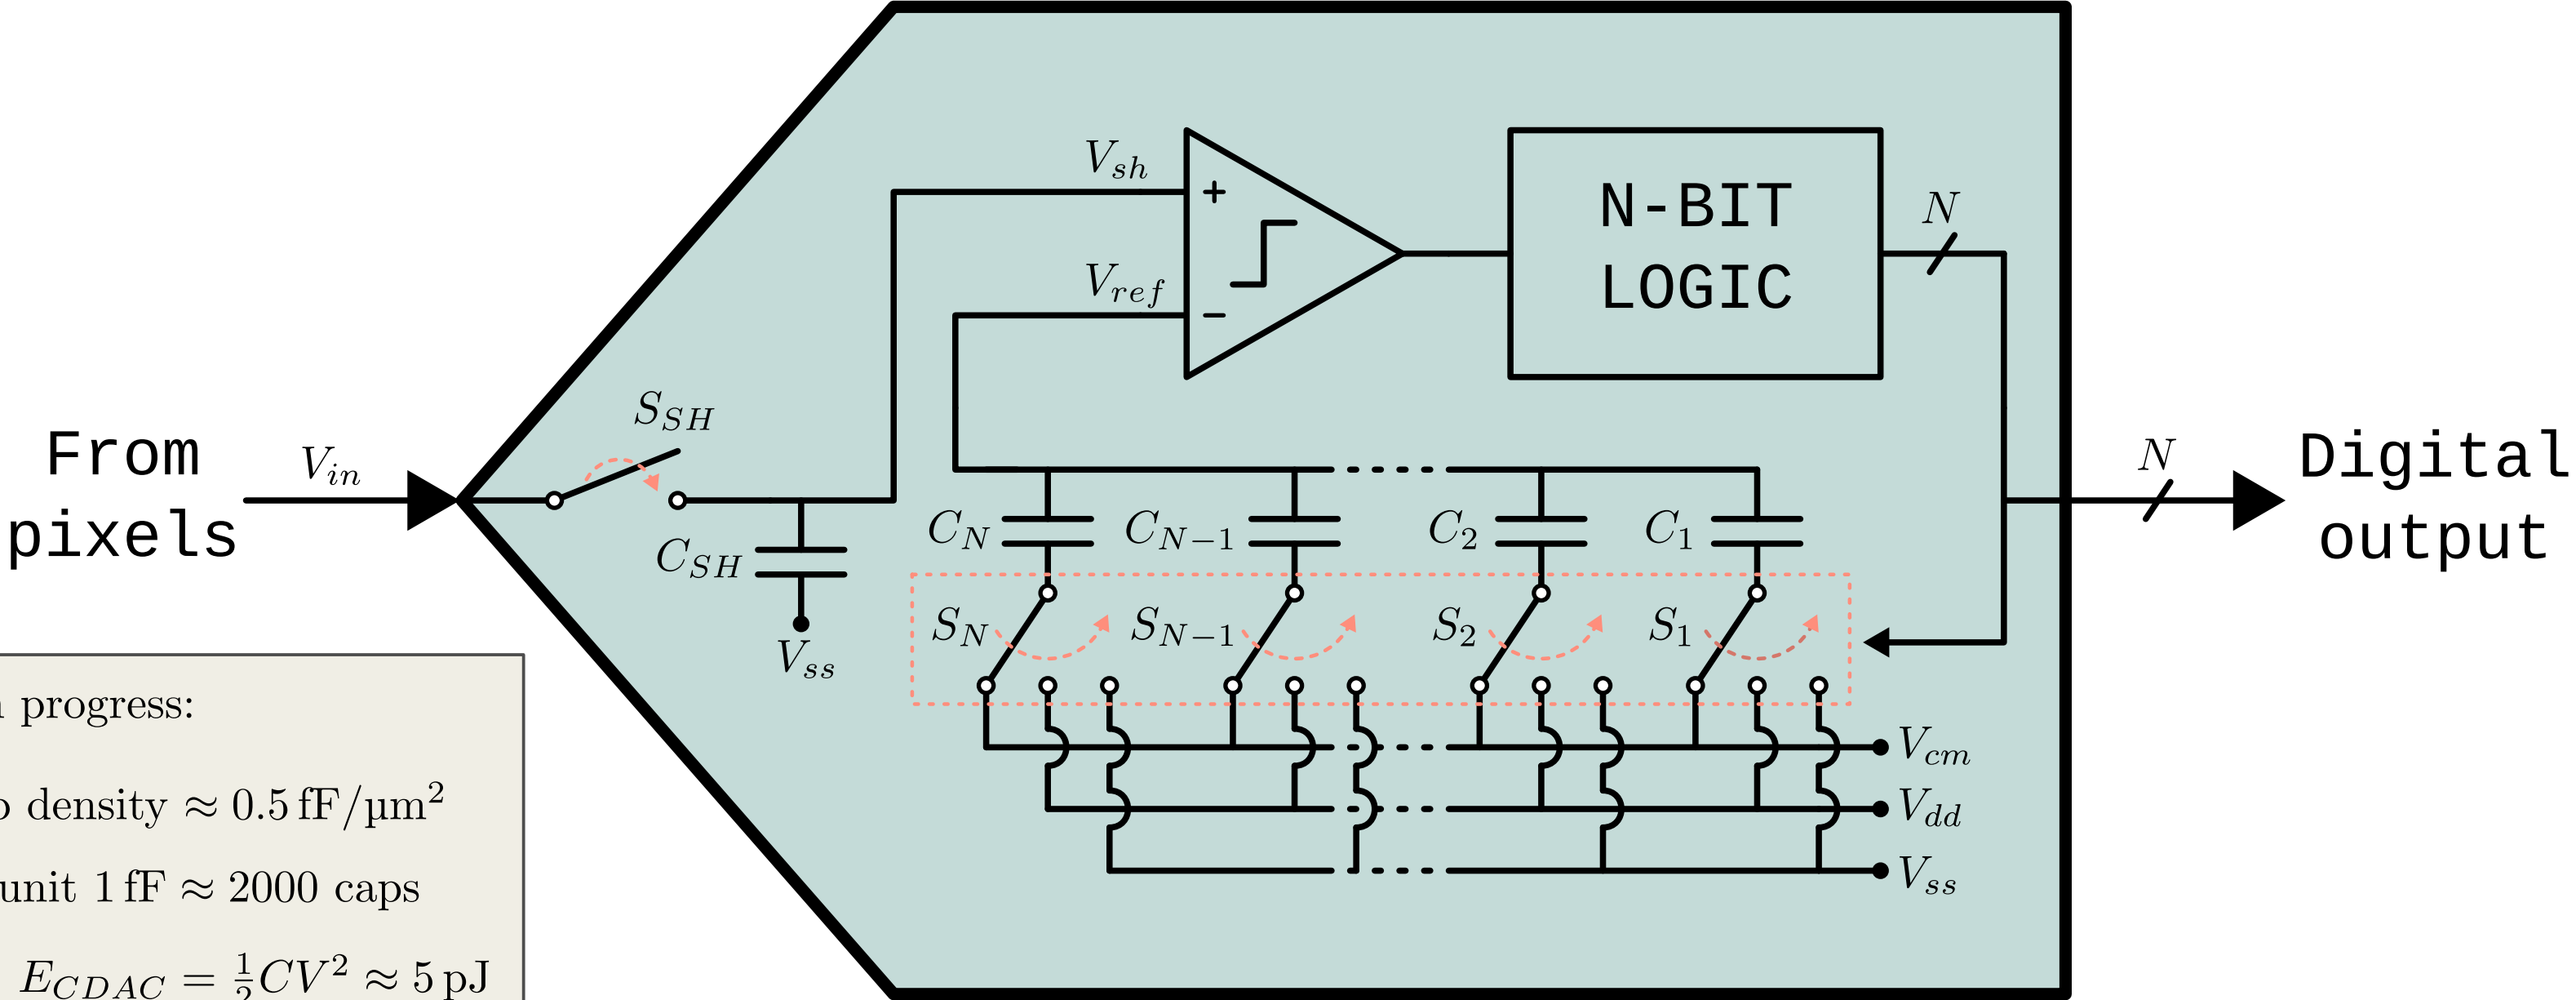 From
pixels
V_in
S_SH
C_SH
V_ss
V_sh
V_ref
+
−
N-BIT
LOGIC
N
C_N
C_{N−1}
C_2
C_1
S_N
S_{N−1}
S_2
S_1
V_cm
V_dd
V_ss
N
Digital
output
progress:
density ≈ 0.5 fF/µm²
unit 1 fF ≈ 2000 caps
E_CDAC = ½CV² ≈ 5 pJ